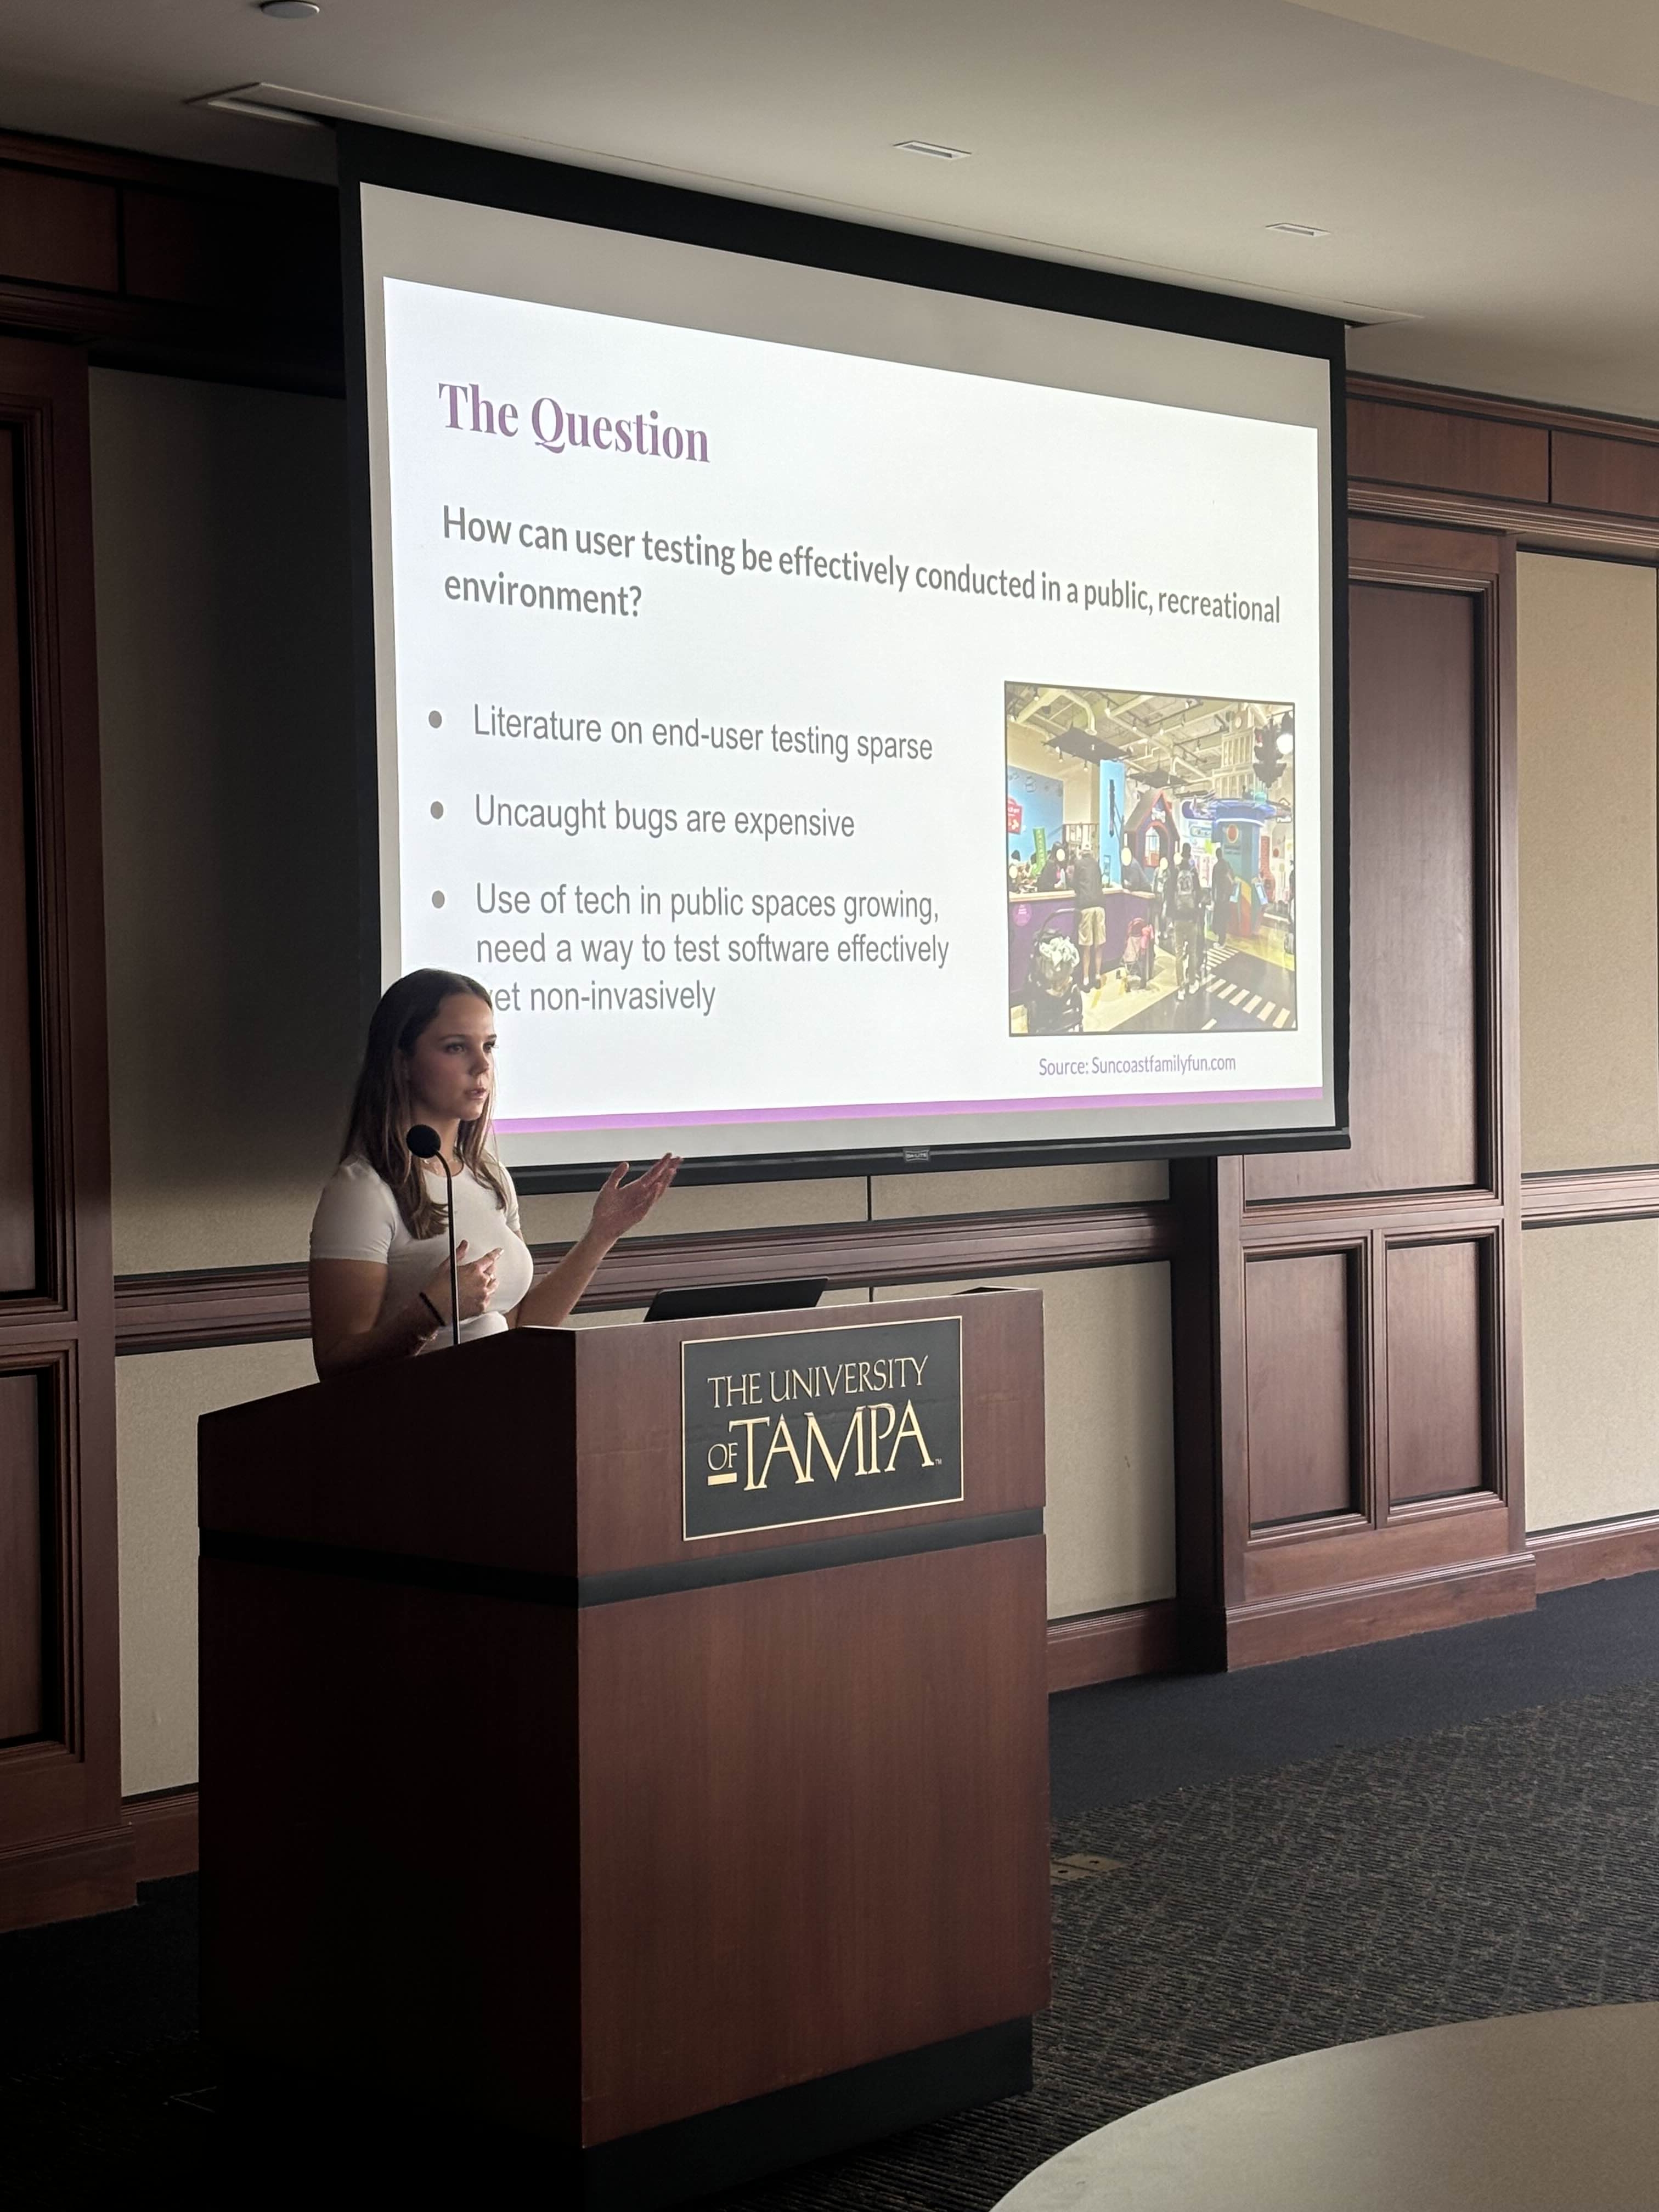 The Question
How can user testing be effectively conducted in a public, recreational
environment?
Literature on end-user testing sparse
Uncaught bugs are expensive
Use of tech in public spaces growing,
need a way to test software effectively
et non-invasively
Source: Suncoastfamilyfun.com
THE UNIVERSITY
OF TAMPA™